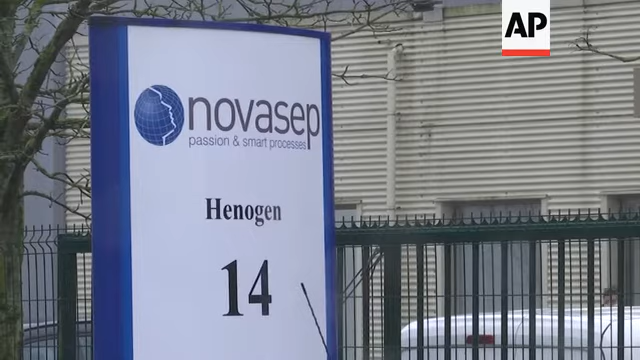 AP
novasep
passion & smart processes
Henogen
14